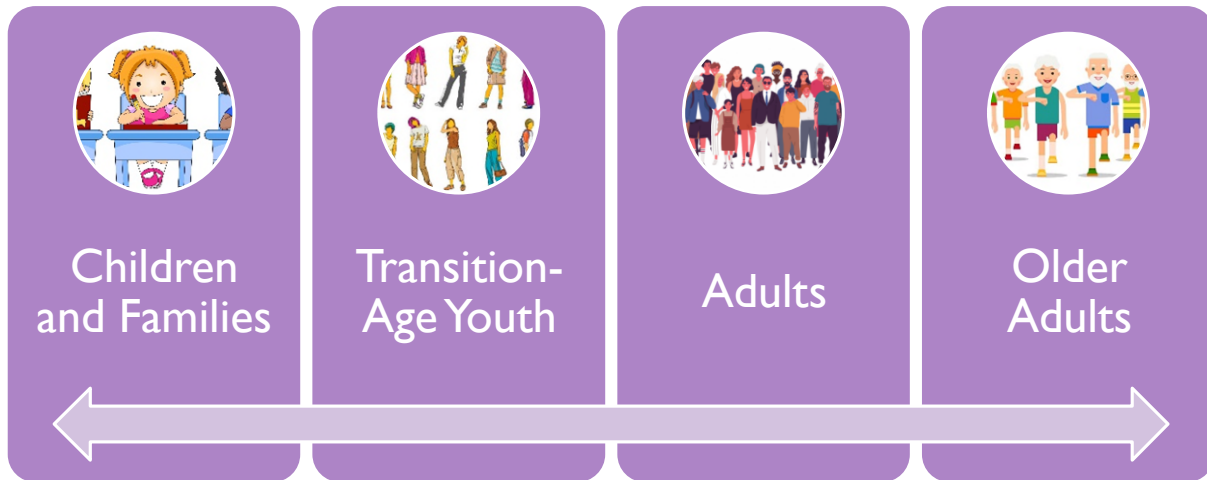 Children
and Families
Transition-
Age Youth
Adults
Older
Adults